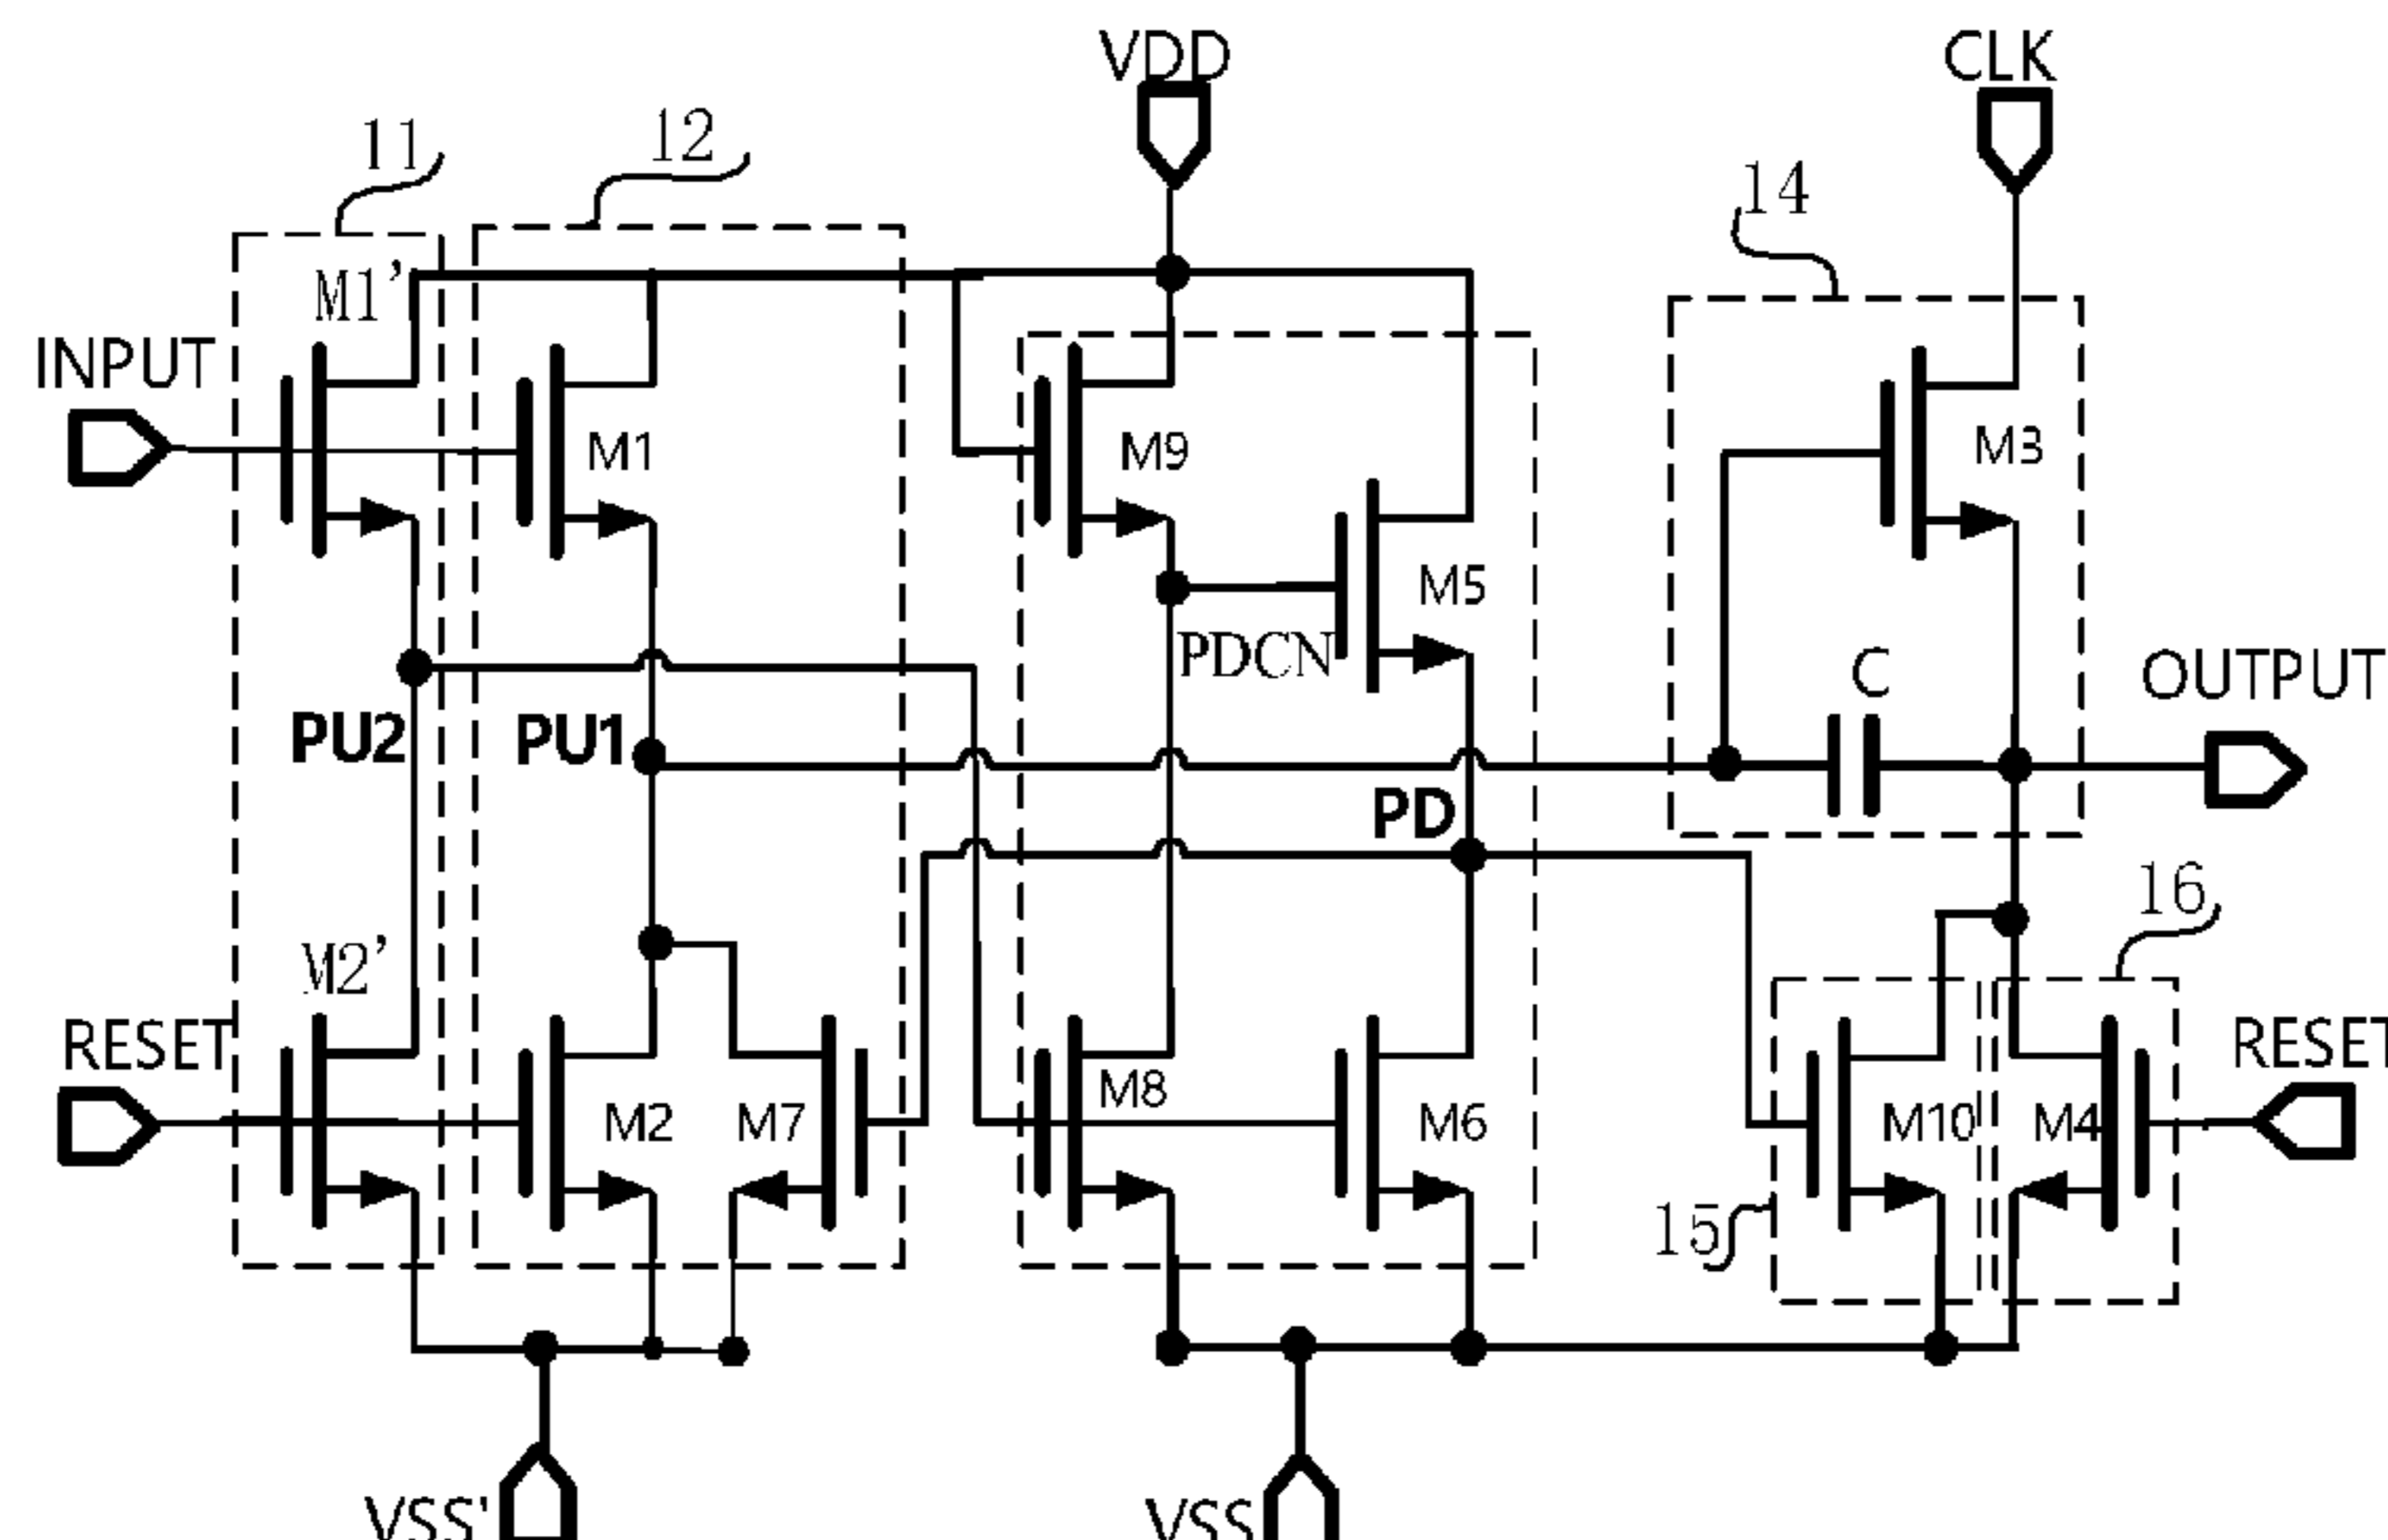 VDD
CLK
11
12
14
M1'
INPUT
M1
M9
M3
M5
PDCN
C
OUTPUT
PU2
PU1
PD
16
M2'
RESET
RESET
M8
M2
M7
M6
M10
M4
15
VSS'
VSS